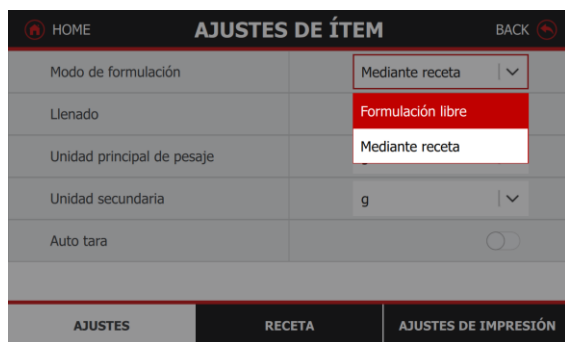 HOME
AJUSTES DE ÍTEM
BACK
Modo de formulación
Mediante receta
Llenado
Formulación libre
Mediante receta
Unidad principal de pesaje
Unidad secundaria
g
Auto tara
AJUSTES
RECETA
AJUSTES DE IMPRESIÓN